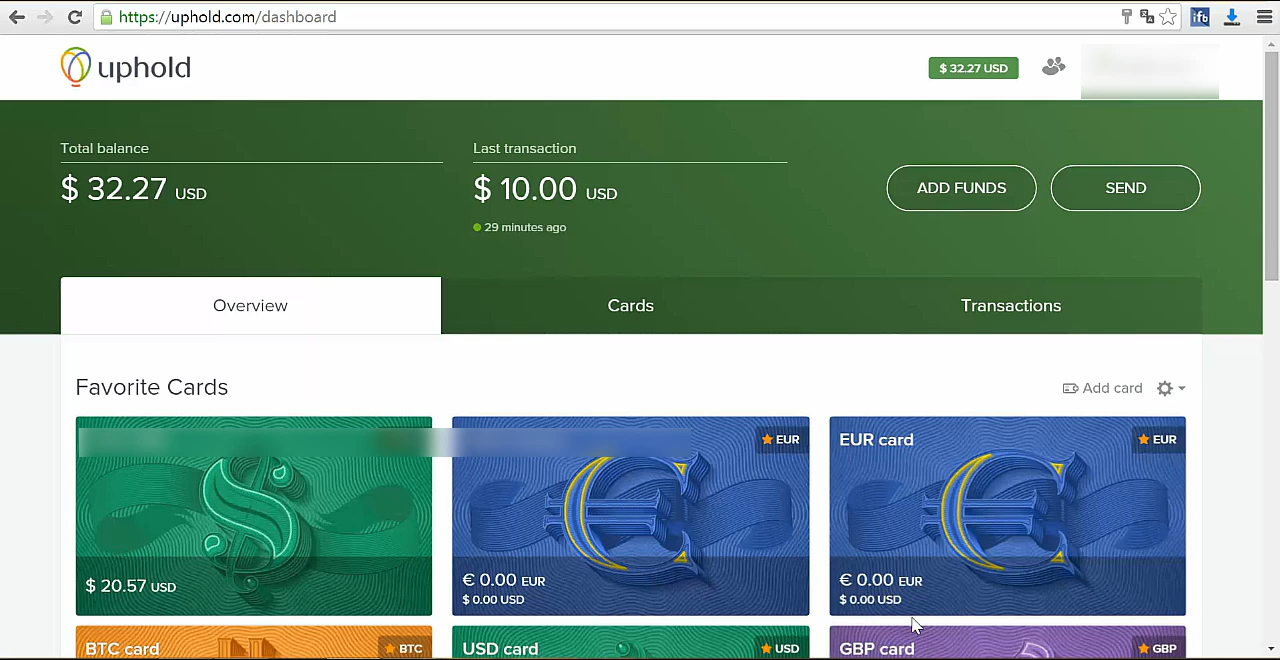 https://uphold.com/dashboard
ifb
uphold
$ 32.27 USD
Total balance
$ 32.27 USD
Last transaction
$ 10.00 USD
29 minutes ago
ADD FUNDS
SEND
Overview
Cards
Transactions
Favorite Cards
Add card
$ 20.57 USD
EUR
€ 0.00 EUR
$ 0.00 USD
EUR card
EUR
€ 0.00 EUR
$ 0.00 USD
BTC card
BTC
USD card
USD
GBP card
GBP